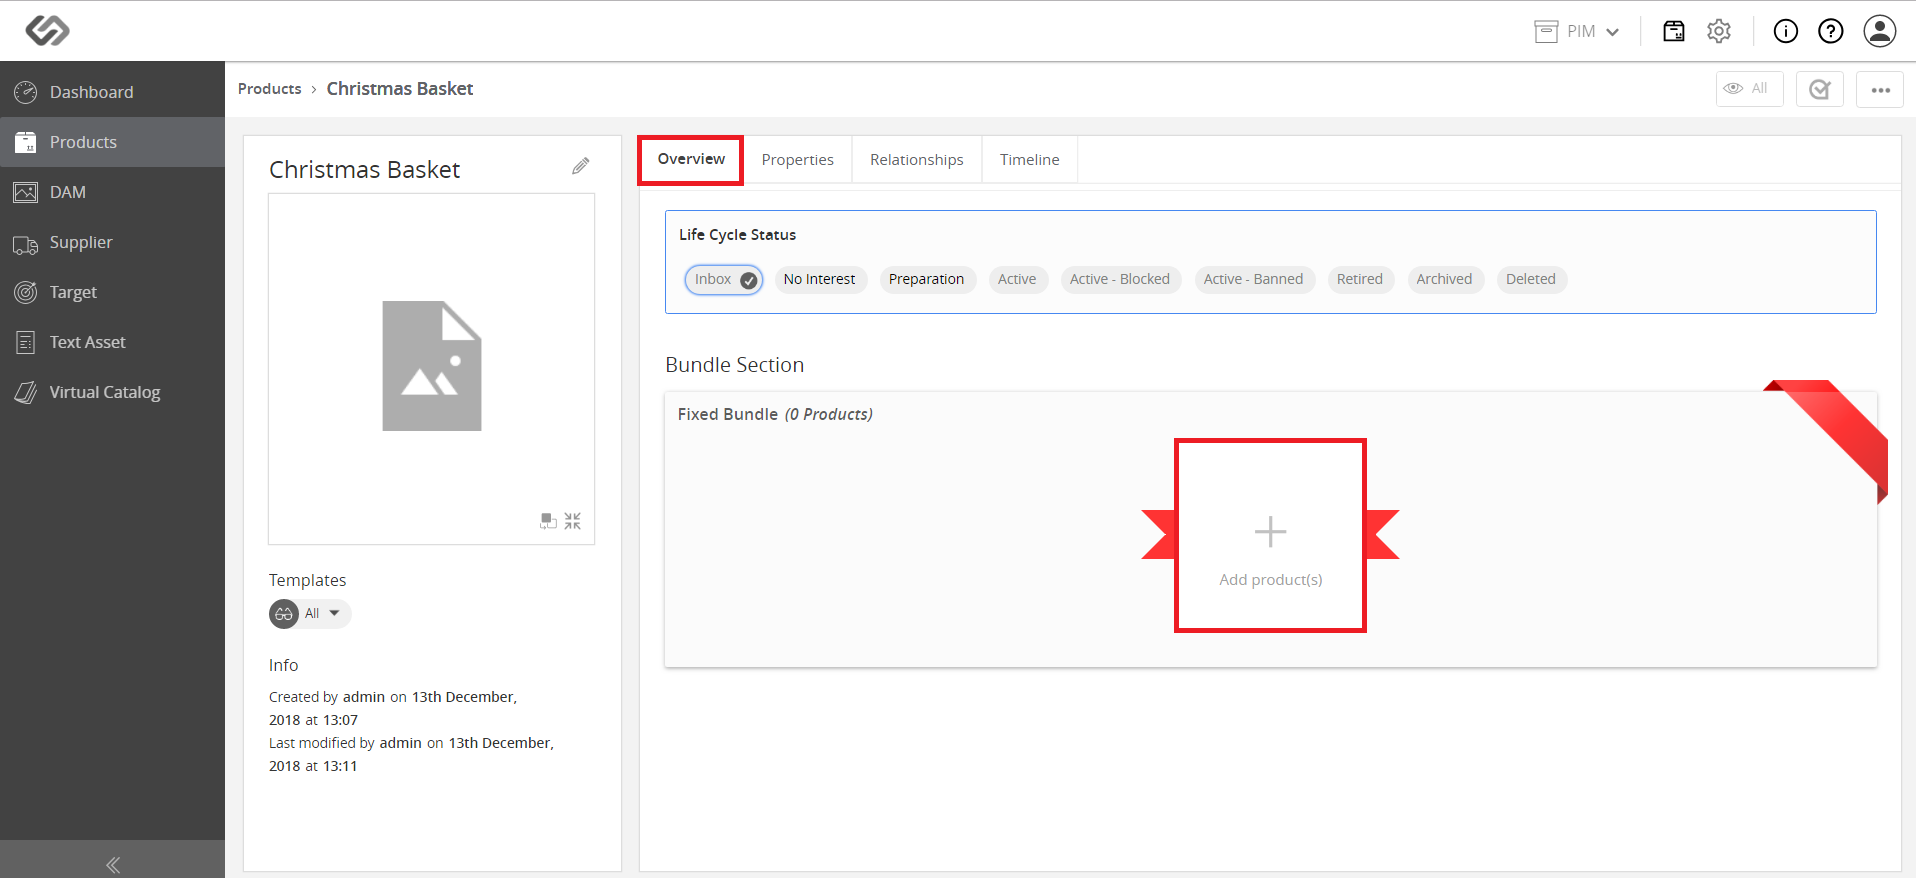 PIM
Dashboard
Products
DAM
Supplier
Target
Text Asset
Virtual Catalog
Products › Christmas Basket
All
Christmas Basket
Templates
All
Info
Created by admin on 13th December,
2018 at 13:07
Last modified by admin on 13th December,
2018 at 13:11
Overview Properties Relationships Timeline
Life Cycle Status
Inbox No Interest Preparation Active Active - Blocked Active - Banned Retired Archived Deleted
Bundle Section
Fixed Bundle (0 Products)
Add product(s)